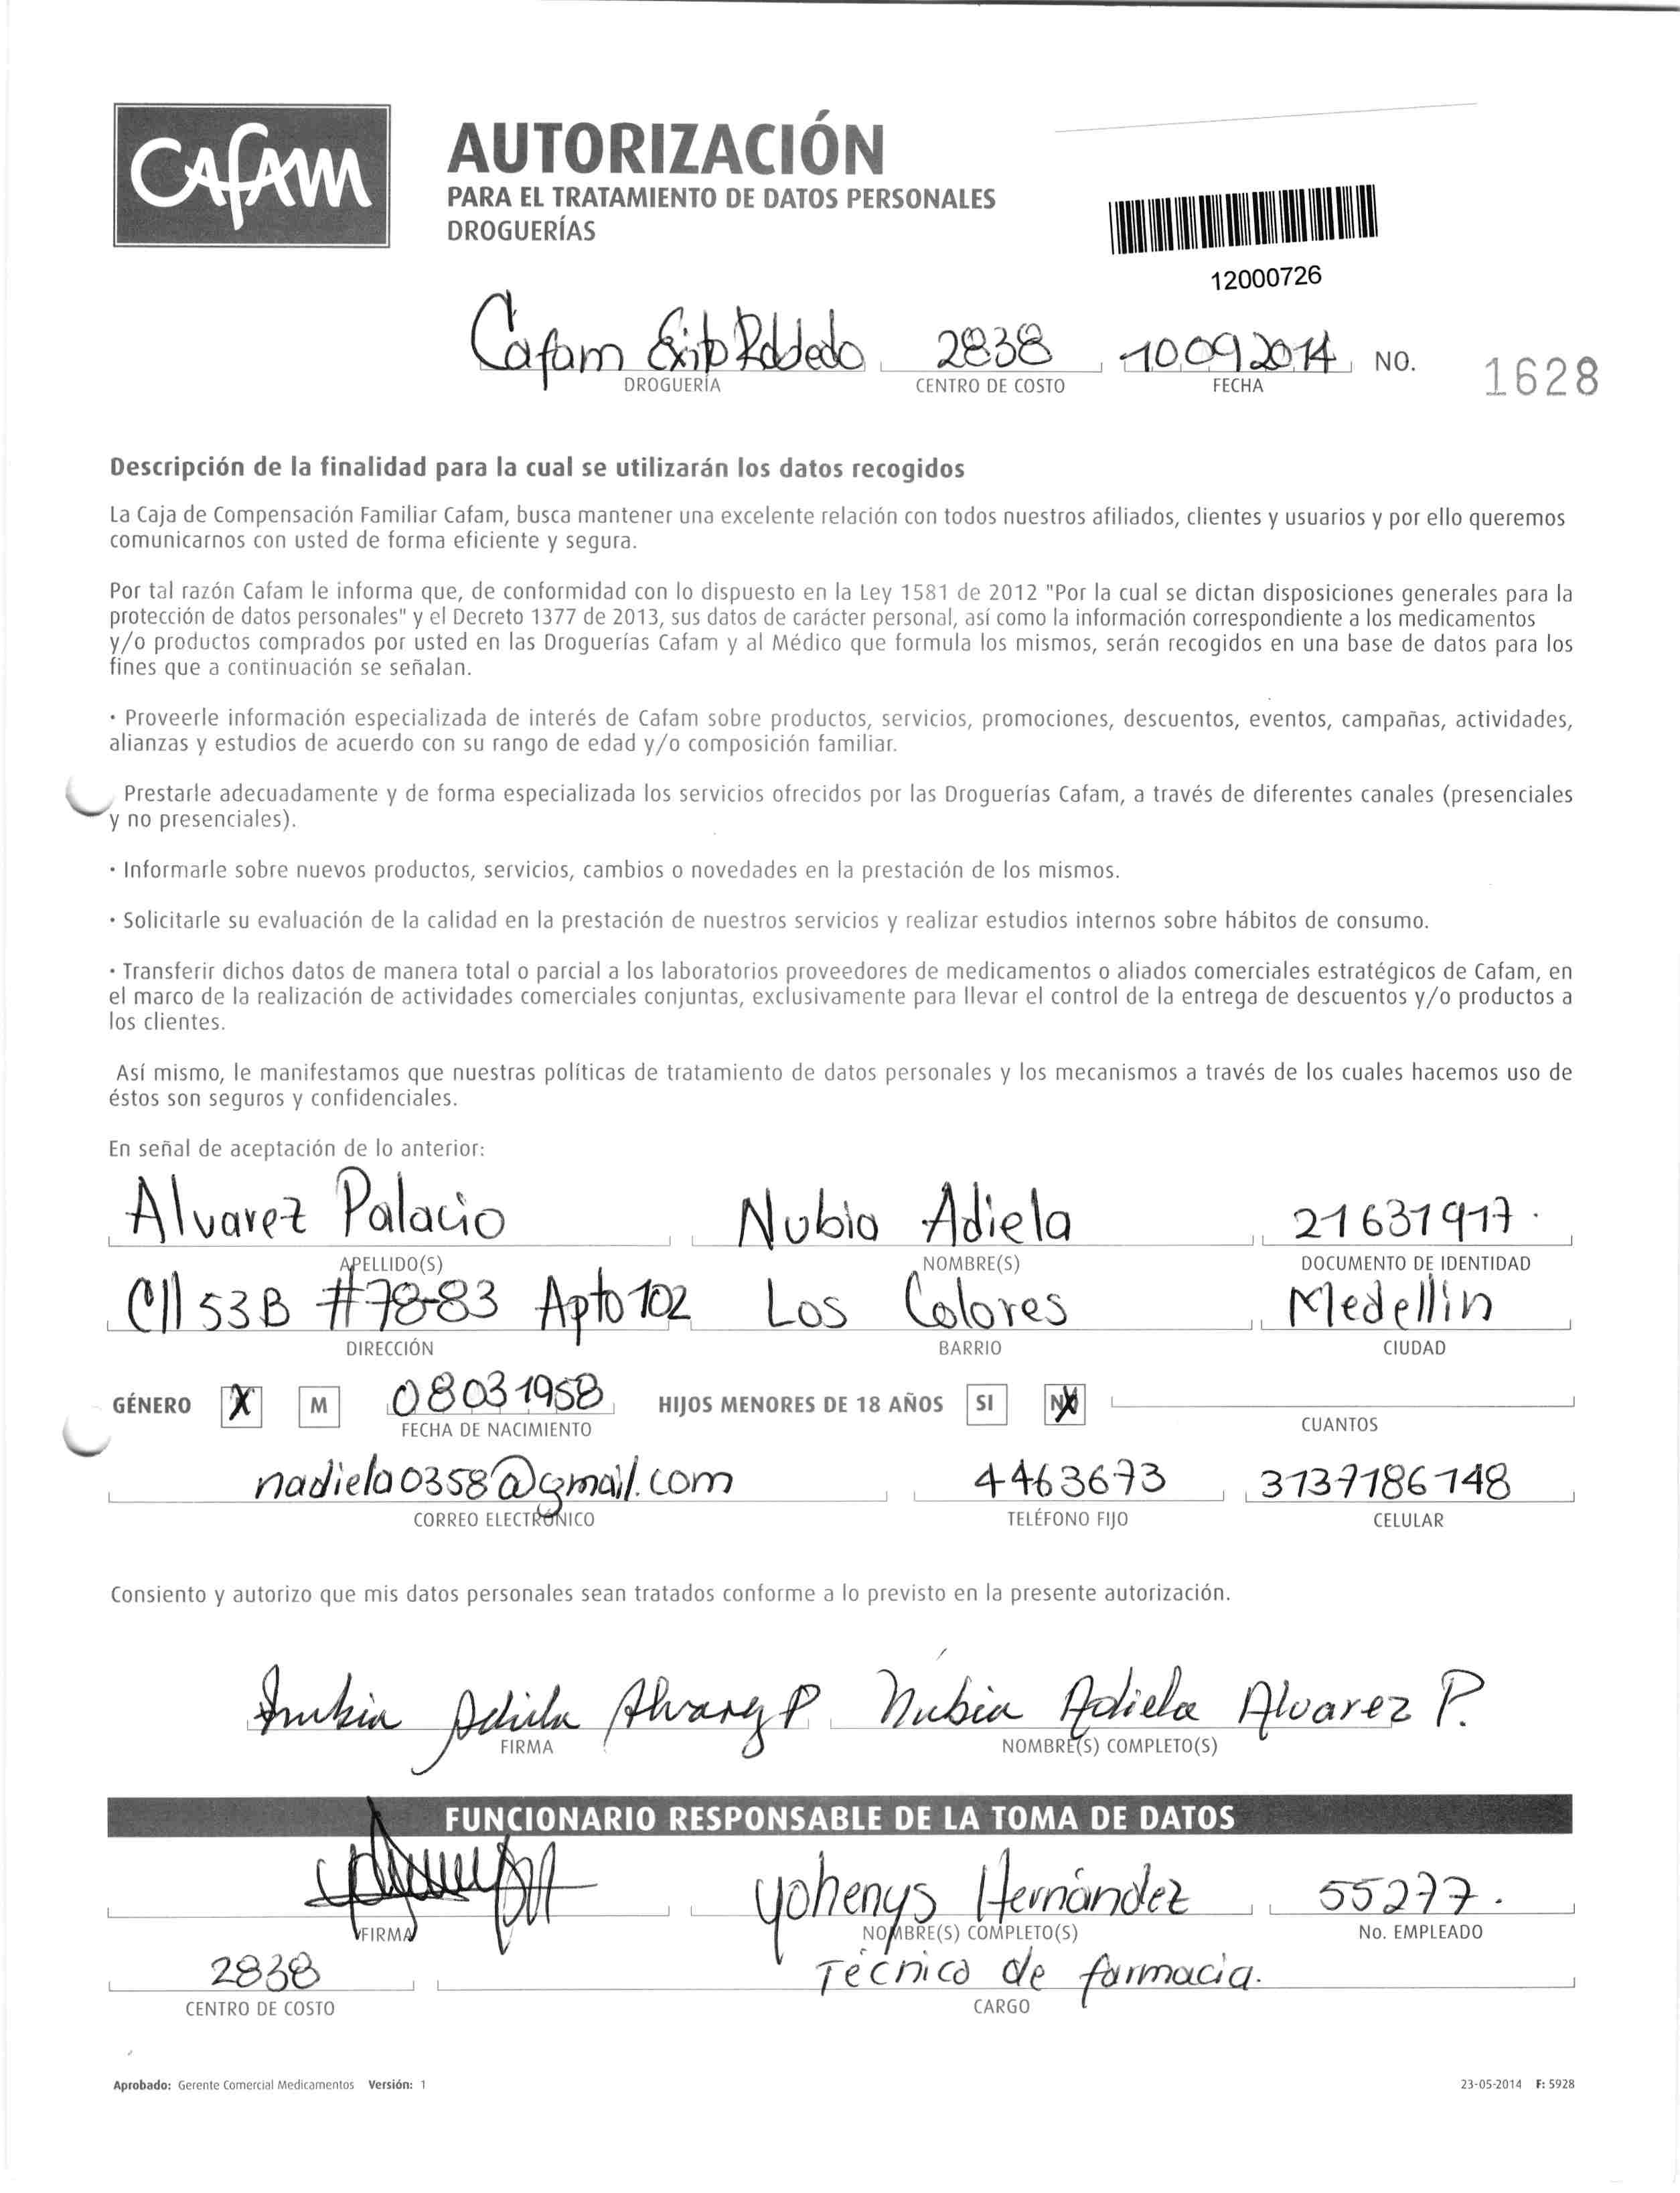 CAfAM
AUTORIZACIÓN
PARA EL TRATAMIENTO DE DATOS PERSONALES
DROGUERÍAS
12000726
Cafam Exito Robledo 2838 10 09 2014 NO. 1628
DROGUERÍA CENTRO DE COSTO FECHA
Descripción de la finalidad para la cual se utilizarán los datos recogidos
La Caja de Compensación Familiar Cafam, busca mantener una excelente relación con todos nuestros afiliados, clientes y usuarios y por ello queremos
comunicarnos con usted de forma eficiente y segura.
Por tal razón Cafam le informa que, de conformidad con lo dispuesto en la Ley 1581 de 2012 "Por la cual se dictan disposiciones generales para la
protección de datos personales" y el Decreto 1377 de 2013, sus datos de carácter personal, así como la información correspondiente a los medicamentos
y/o productos comprados por usted en las Droguerías Cafam y al Médico que formula los mismos, serán recogidos en una base de datos para los
fines que a continuación se señalan.
· Proveerle información especializada de interés de Cafam sobre productos, servicios, promociones, descuentos, eventos, campañas, actividades,
alianzas y estudios de acuerdo con su rango de edad y/o composición familiar.
Prestarle adecuadamente y de forma especializada los servicios ofrecidos por las Droguerías Cafam, a través de diferentes canales (presenciales
y no presenciales).
· Informarle sobre nuevos productos, servicios, cambios o novedades en la prestación de los mismos.
· Solicitarle su evaluación de la calidad en la prestación de nuestros servicios y realizar estudios internos sobre hábitos de consumo.
· Transferir dichos datos de manera total o parcial a los laboratorios proveedores de medicamentos o aliados comerciales estratégicos de Cafam, en
el marco de la realización de actividades comerciales conjuntas, exclusivamente para llevar el control de la entrega de descuentos y/o productos a
los clientes.
Así mismo, le manifestamos que nuestras políticas de tratamiento de datos personales y los mecanismos a través de los cuales hacemos uso de
éstos son seguros y confidenciales.
En señal de aceptación de lo anterior:
Alvarez Palacio Nubia Adiela 21631917.
APELLIDO(S) NOMBRE(S) DOCUMENTO DE IDENTIDAD
Cll 53B #78-83 Apto 102 Los Colores Medellin
DIRECCIÓN BARRIO CIUDAD
GÉNERO X M 08 03 1958 HIJOS MENORES DE 18 AÑOS SI NO
FECHA DE NACIMIENTO CUANTOS
nadiela0358@gmail.com 4463673 3137186148
CORREO ELECTRÓNICO TELÉFONO FIJO CELULAR
Consiento y autorizo que mis datos personales sean tratados conforme a lo previsto en la presente autorización.
Nubia Adiela Alvarez P Nubia Adiela Alvarez P.
FIRMA NOMBRE(S) COMPLETO(S)
FUNCIONARIO RESPONSABLE DE LA TOMA DE DATOS
Yohenys Hernández 55277.
FIRMA NOMBRE(S) COMPLETO(S) No. EMPLEADO
2838 Técnico de farmacia.
CENTRO DE COSTO CARGO
Aprobado: Gerente Comercial Medicamentos Versión: 1 23-05-2014 F: 5928